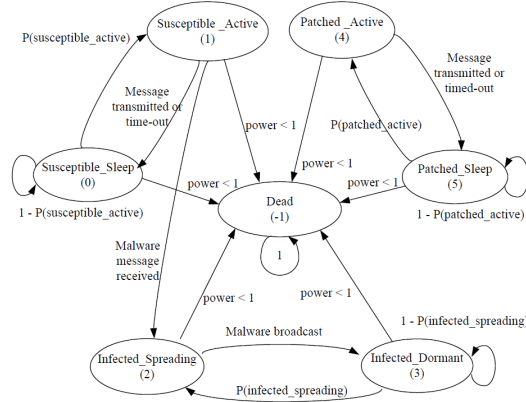 Susceptible _Active
(1)
Patched _Active
(4)
P(susceptible_active)
Message
transmitted or
time-out
Message
transmitted or
timed-out
power < 1
P(patched_active)
power < 1
Susceptible_Sleep
(0)
power < 1
power < 1
Patched_Sleep
(5)
1 - P(susceptible_active)
Dead
(-1)
1 - P(patched_active)
1
Malware
message
received
power < 1
power < 1
1 - P(infected_spreading)
Malware broadcast
Infected_Spreading
(2)
Infected_Dormant
(3)
P(infected_spreading)